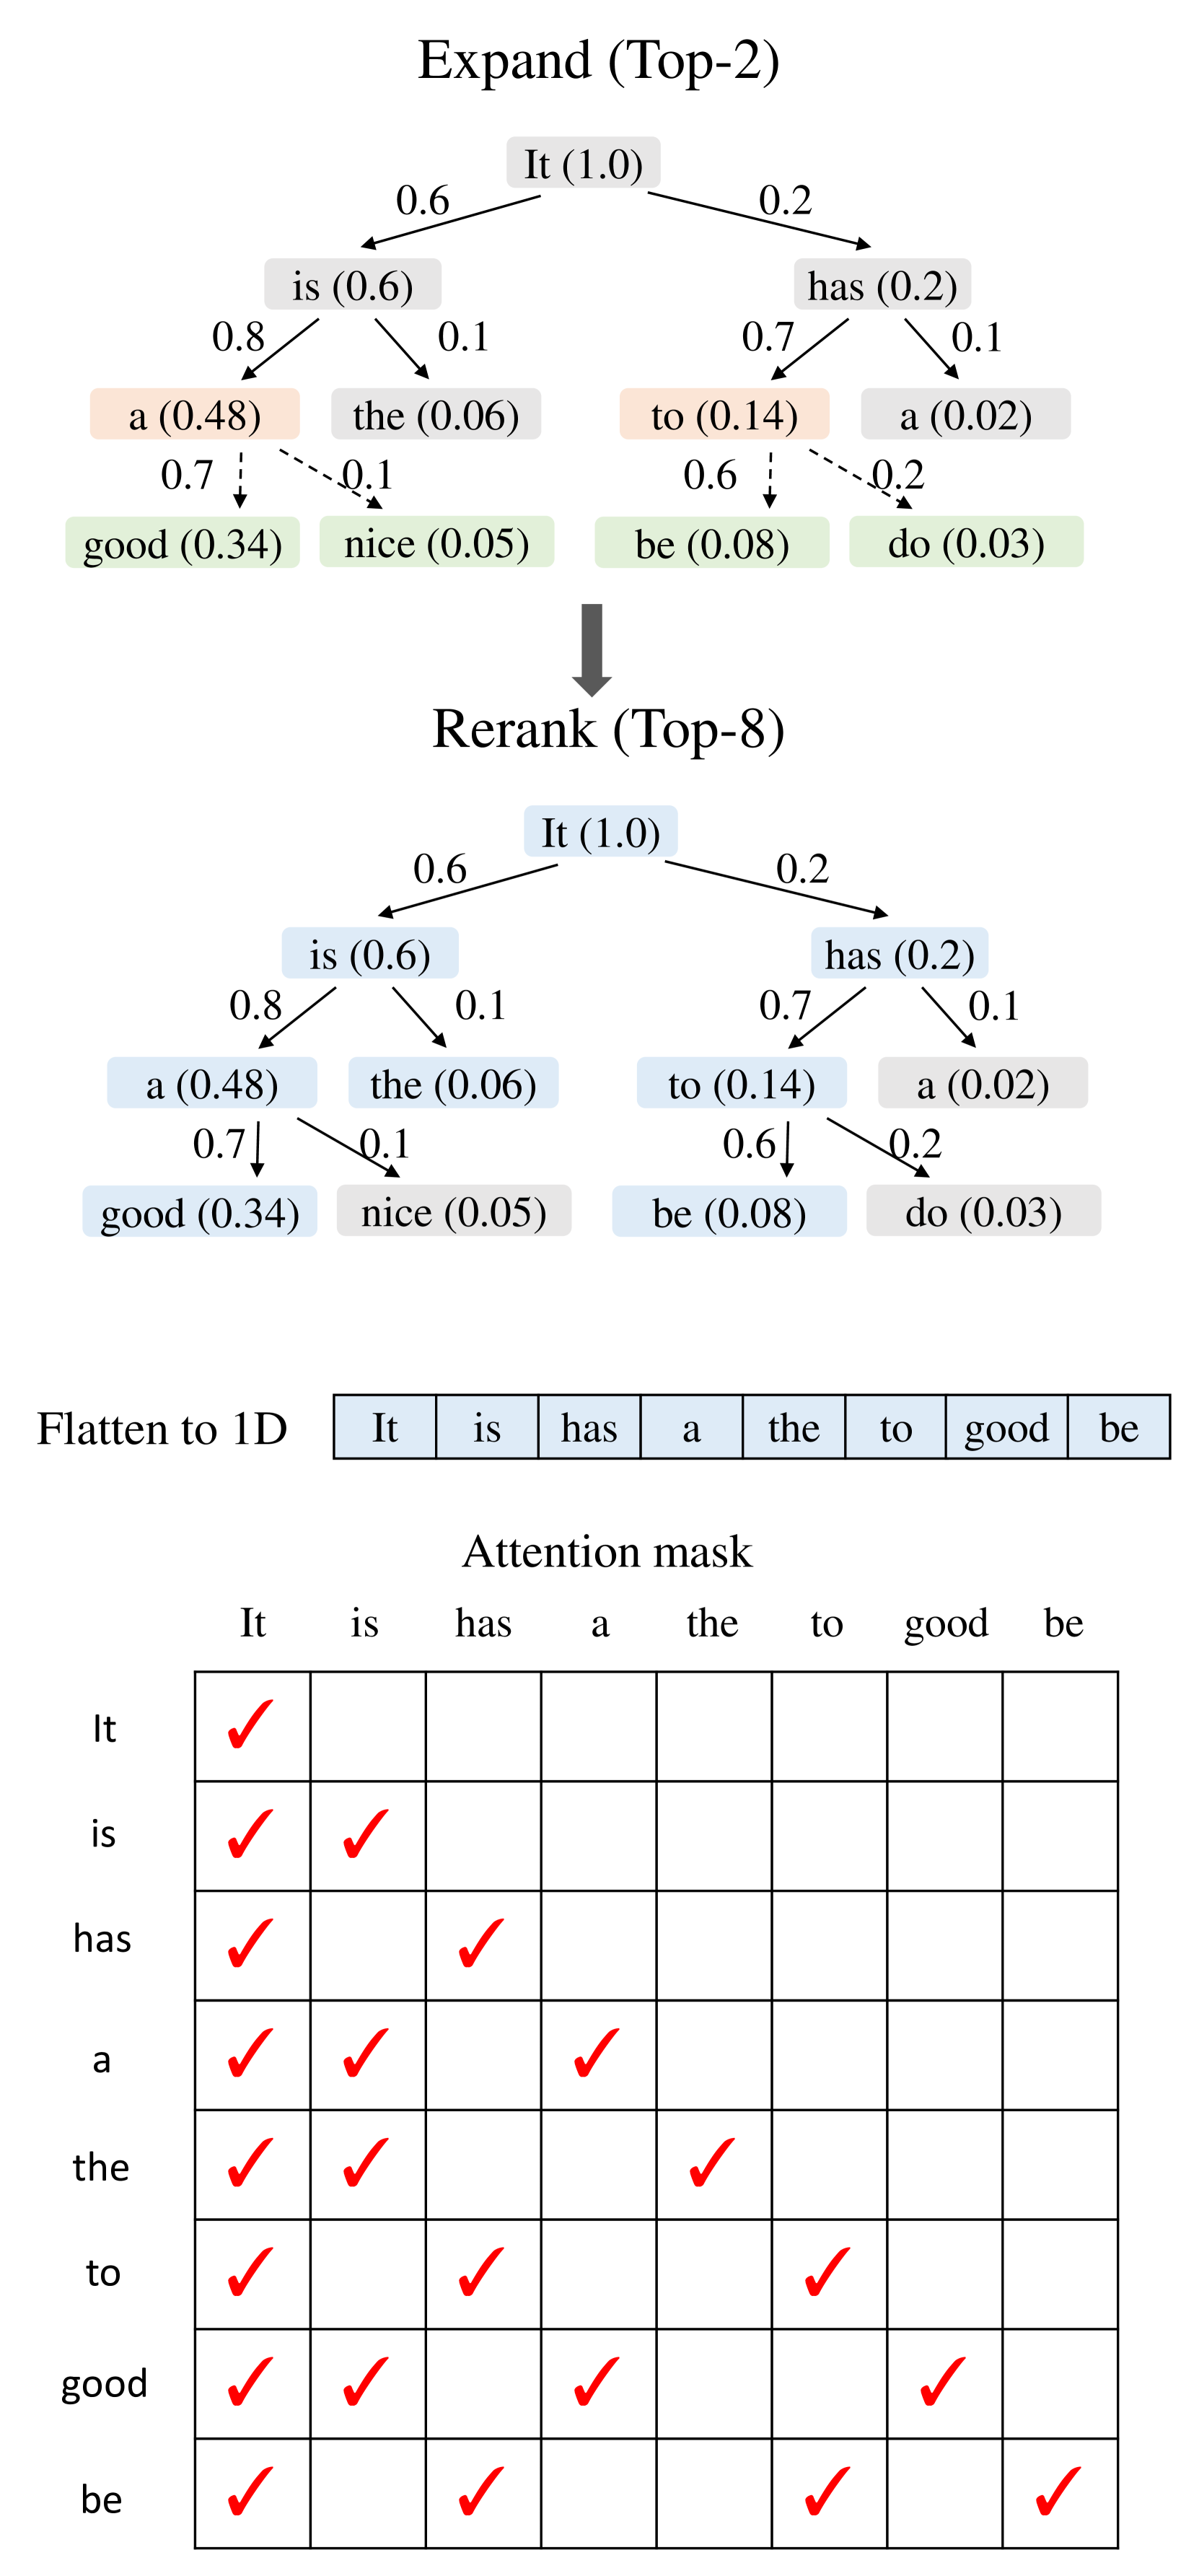 Expand (Top-2)
It (1.0)
0.6 0.2
is (0.6) has (0.2)
0.8 0.1 0.7 0.1
a (0.48) the (0.06) to (0.14) a (0.02)
0.7 0.1 0.6 0.2
good (0.34) nice (0.05) be (0.08) do (0.03)
Rerank (Top-8)
It (1.0)
0.6 0.2
is (0.6) has (0.2)
0.8 0.1 0.7 0.1
a (0.48) the (0.06) to (0.14) a (0.02)
0.7 0.1 0.6 0.2
good (0.34) nice (0.05) be (0.08) do (0.03)
Flatten to 1D It is has a the to good be
Attention mask
It is has a the to good be
It ✓
is ✓ ✓
has ✓ ✓
a ✓ ✓ ✓
the ✓ ✓ ✓
to ✓ ✓ ✓
good ✓ ✓ ✓ ✓
be ✓ ✓ ✓ ✓